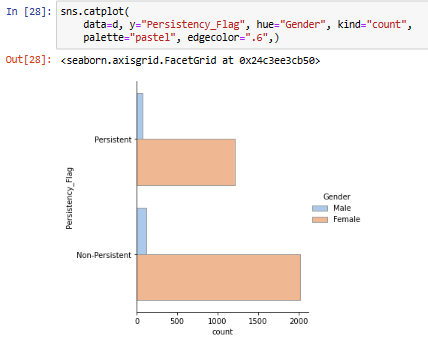 In [28]: sns.catplot(
data=d, y="Persistency_Flag", hue="Gender", kind="count",
palette="pastel", edgecolor=".6",)
Out[28]: <seaborn.axisgrid.FacetGrid at 0x24c3ee3cb50>
Persistent
Non-Persistent
Persistency_Flag
Gender
Male
Female
0 500 1000 1500 2000
count